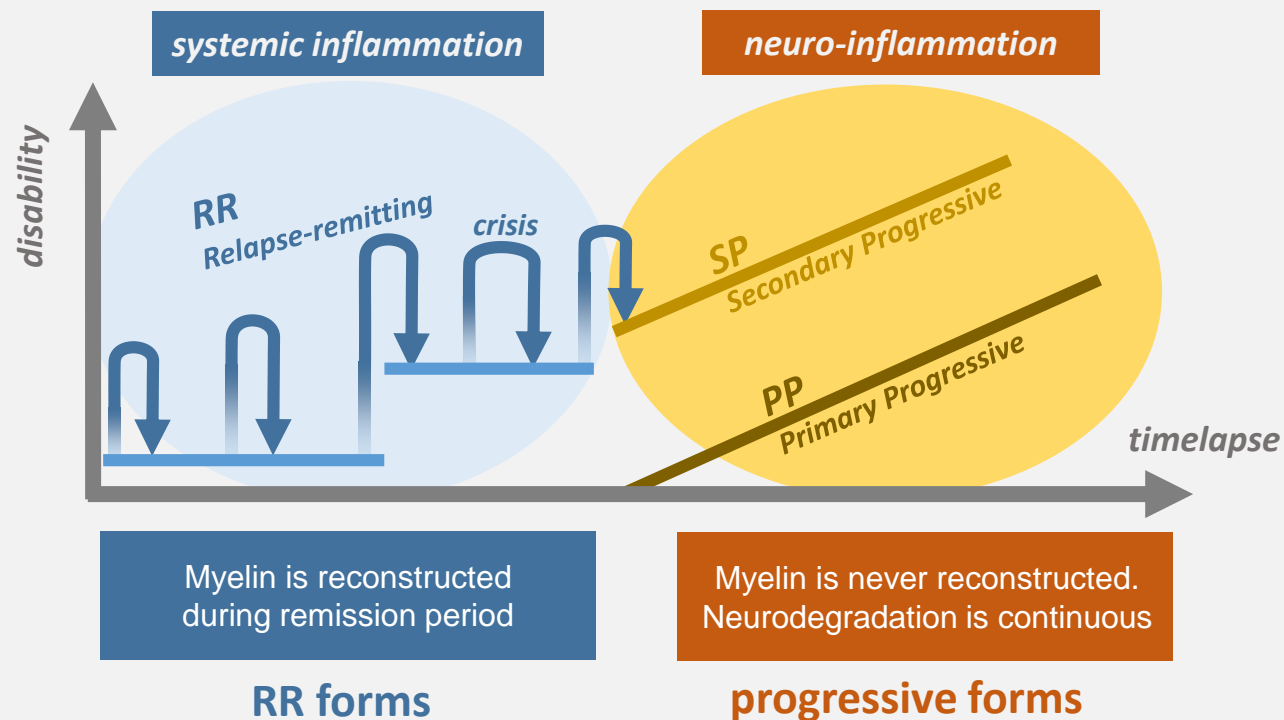 systemic inflammation
neuro-inflammation
disability
RR
Relapse-remitting
crisis
SP
Secondary Progressive
PP
Primary Progressive
timelapse
Myelin is reconstructed
during remission period
Myelin is never reconstructed.
Neurodegradation is continuous
RR forms
progressive forms